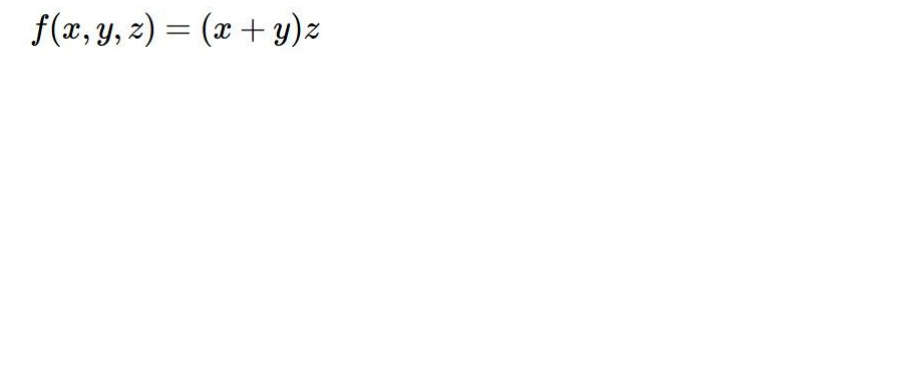 f(x, y, z) = (x + y)z